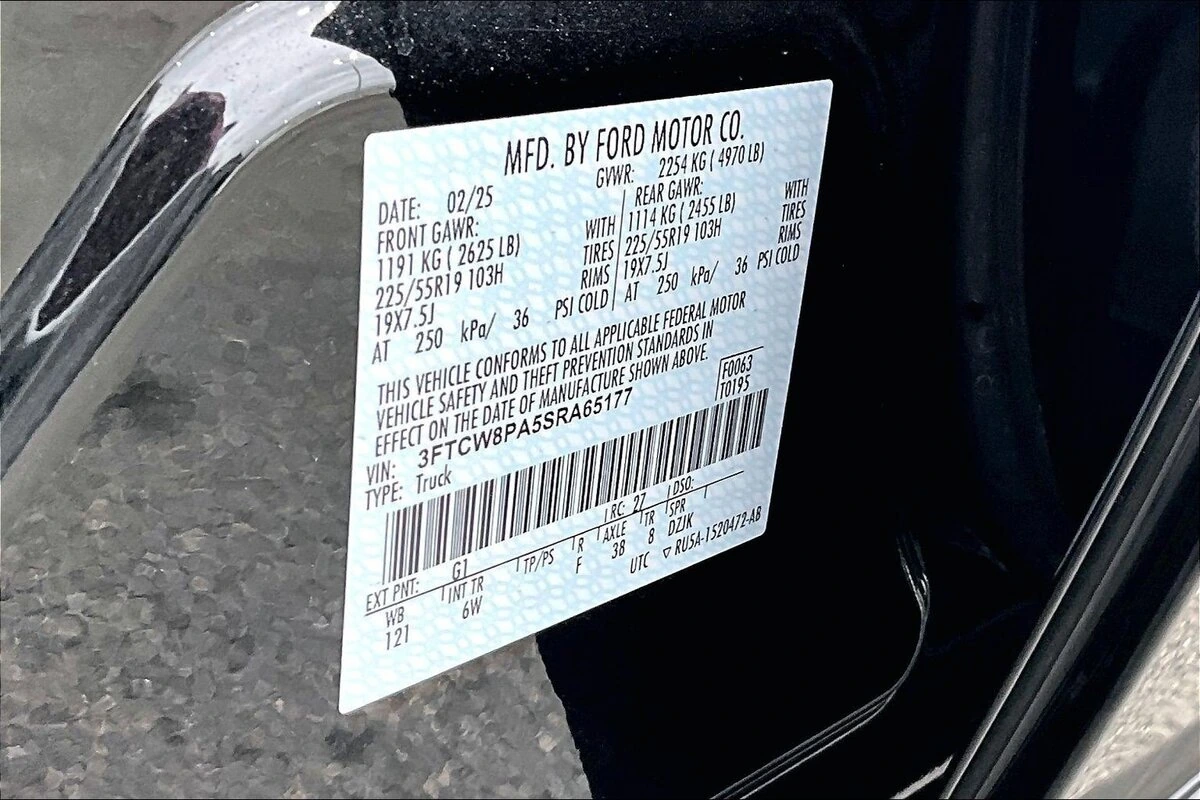 MFD. BY FORD MOTOR CO.
DATE: 02/25 GVWR: 2254 KG ( 4970 LB)
FRONT GAWR: REAR GAWR:
1191 KG ( 2625 LB) WITH 1114 KG ( 2455 LB) WITH
225/55R19 103H TIRES 225/55R19 103H TIRES
19X7.5J RIMS 19X7.5J RIMS
AT 250 kPa/ 36 PSI COLD AT 250 kPa/ 36 PSI COLD
THIS VEHICLE CONFORMS TO ALL APPLICABLE FEDERAL MOTOR
VEHICLE SAFETY AND THEFT PREVENTION STANDARDS IN
EFFECT ON THE DATE OF MANUFACTURE SHOWN ABOVE.
VIN: 3FTCW8PA5SRA65177 F0063
TYPE: Truck T0195
EXT PNT: G1 RC: 27 DSO:
WB INT TR TP/PS R AXLE TR SPR
121 6W F 38 8 DZJK
UTC ▽ RU5A-1520472-AB